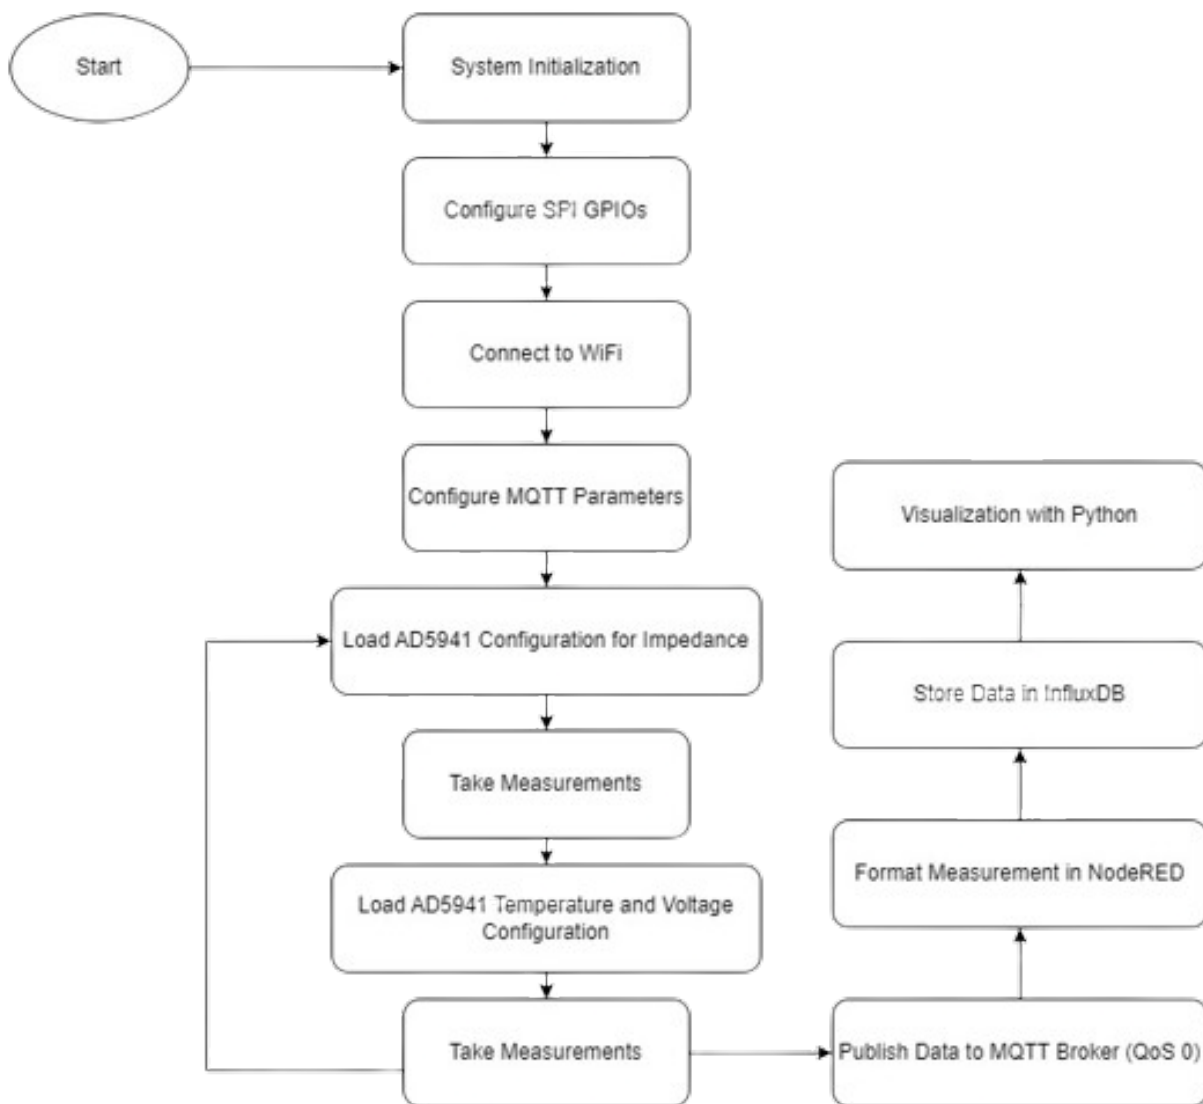 Start
System Initialization
Configure SPI GPIOs
Connect to WiFi
Configure MQTT Parameters
Load AD5941 Configuration for Impedance
Take Measurements
Load AD5941 Temperature and Voltage
Configuration
Take Measurements
Publish Data to MQTT Broker (QoS 0)
Format Measurement in NodeRED
Store Data in InfluxDB
Visualization with Python